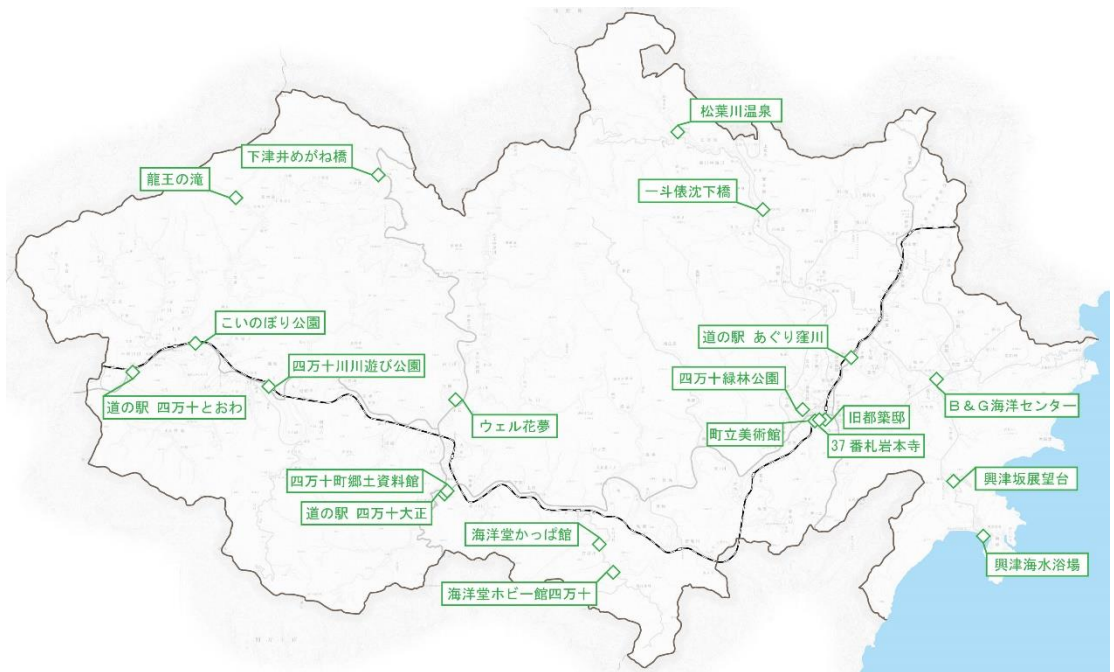 松葉川温泉
下津井めがね橋
龍王の滝
一斗俵沈下橋
こいのぼり公園
道の駅 あぐり窪川
四万十川川遊び公園
四万十緑林公園
道の駅 四万十とおわ
B&G海洋センター
ウェル花夢
旧都築邸
町立美術館
37番札岩本寺
四万十町郷土資料館
興津坂展望台
道の駅 四万十大正
海洋堂かっぱ館
興津海水浴場
海洋堂ホビー館四万十